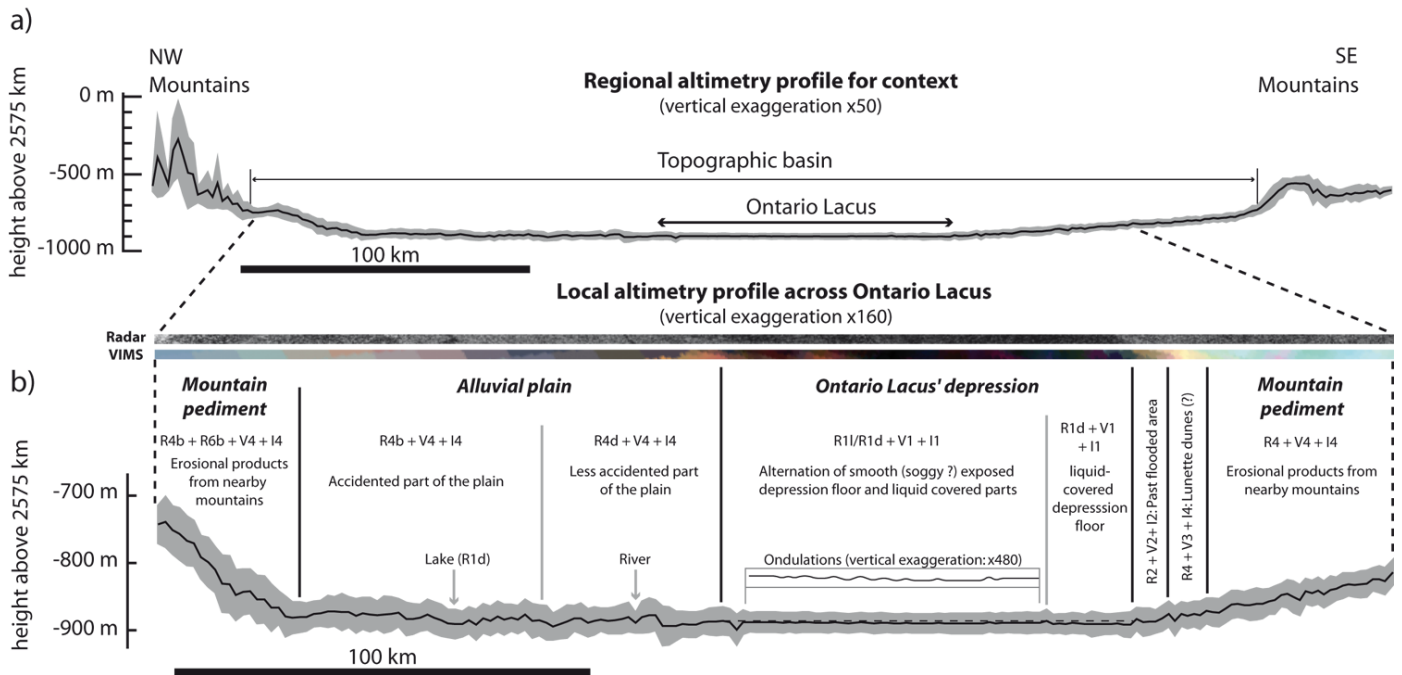 a)
NW
Mountains
SE
Mountains
Regional altimetry profile for context
(vertical exaggeration x50)
height above 2575 km
0 m
-500 m
-1000 m
Topographic basin
Ontario Lacus
100 km
Local altimetry profile across Ontario Lacus
(vertical exaggeration x160)
Radar
VIMS
b)
Mountain
pediment
Alluvial plain
Ontario Lacus' depression
Mountain
pediment
R4b + R6b + V4 + I4
Erosional products
from nearby
mountains
R4b + V4 + I4
Accidented part of the plain
R4d + V4 + I4
Less accidented part
of the plain
R1l/R1d + V1 + I1
Alternation of smooth (soggy ?) exposed
depression floor and liquid covered parts
R1d + V1
+ I1
liquid-
covered
depresssion
floor
R2 + V2+ I2: Past flooded area
R4 + V3 + I4: Lunette dunes (?)
R4 + V4 + I4
Erosional products from
nearby mountains
height above 2575 km
-700 m
-800 m
-900 m
Lake (R1d)
River
Ondulations (vertical exaggeration: x480)
100 km